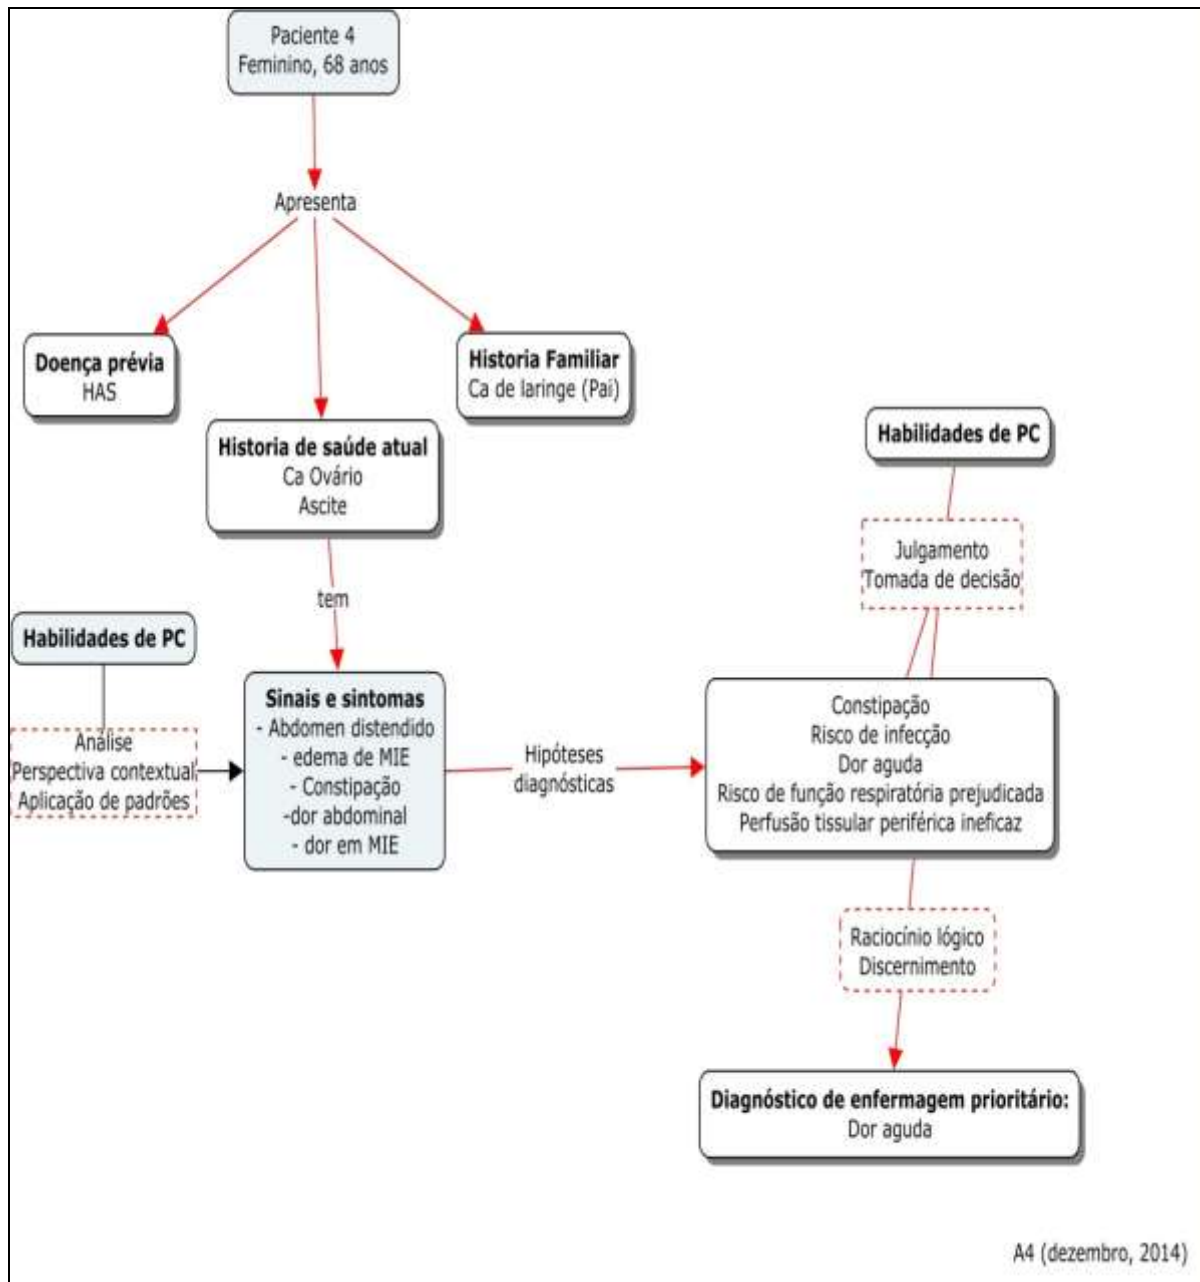 Paciente 4
Feminino, 68 anos
Apresenta
Doença prévia
HAS
Historia Familiar
Ca de laringe (Pai)
Historia de saúde atual
Ca Ovário
Ascite
tem
Habilidades de PC
Análise
Perspectiva contextual
Aplicação de padrões
Sinais e sintomas
- Abdomen distendido
- edema de MIE
- Constipação
-dor abdominal
- dor em MIE
Hipóteses
diagnósticas
Habilidades de PC
Julgamento
Tomada de decisão
Constipação
Risco de infecção
Dor aguda
Risco de função respiratória prejudicada
Perfusão tissular periférica ineficaz
Raciocínio lógico
Discernimento
Diagnóstico de enfermagem prioritário:
Dor aguda
A4 (dezembro, 2014)